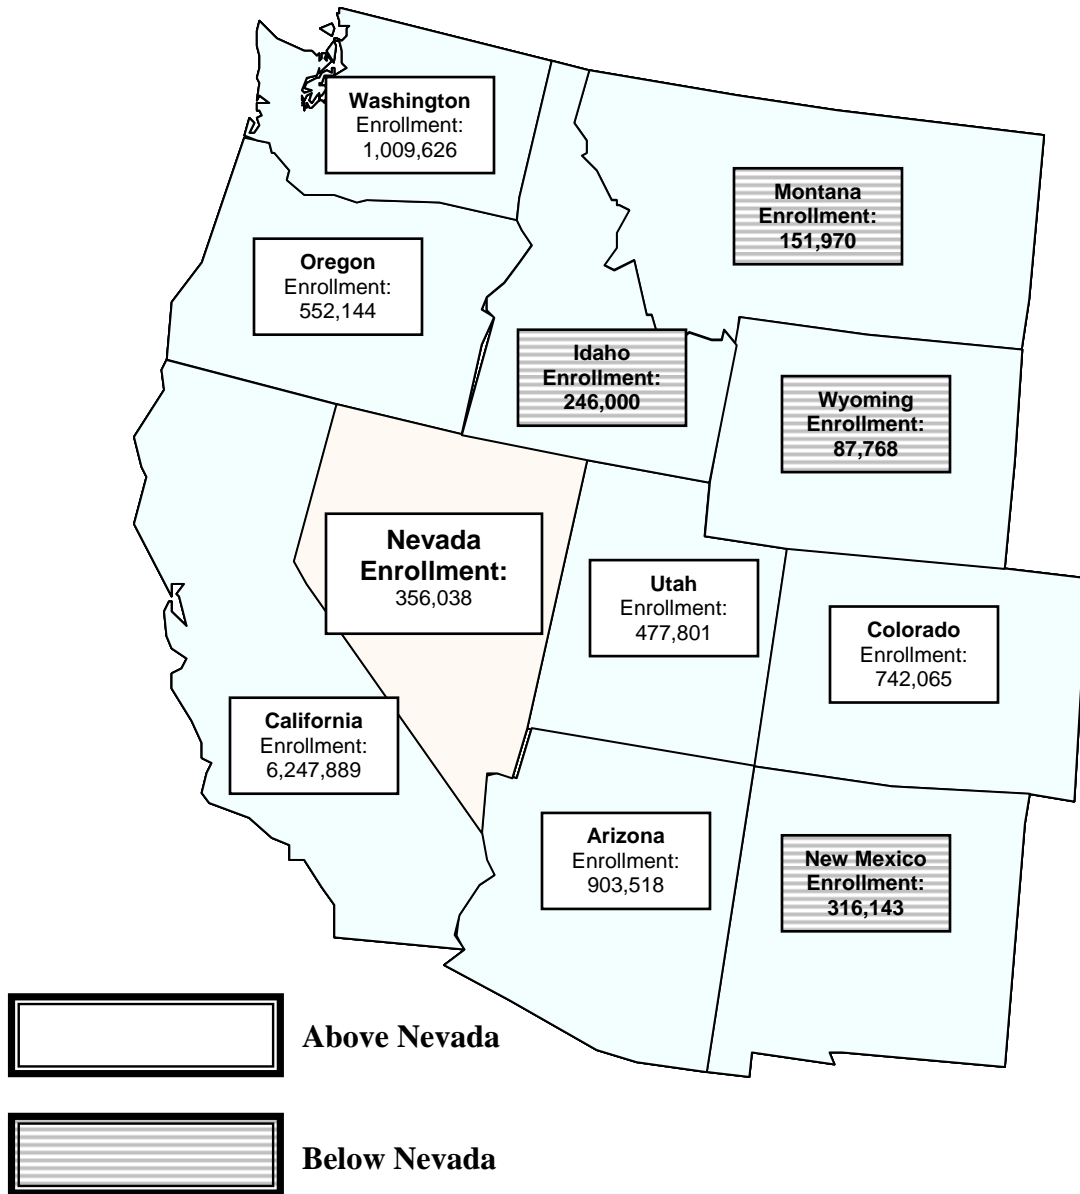 Washington
Enrollment:
1,009,626
Montana
Enrollment:
151,970
Oregon
Enrollment:
552,144
Idaho
Enrollment:
246,000
Wyoming
Enrollment:
87,768
Nevada
Enrollment:
356,038
Utah
Enrollment:
477,801
Colorado
Enrollment:
742,065
California
Enrollment:
6,247,889
Arizona
Enrollment:
903,518
New Mexico
Enrollment:
316,143
Above Nevada
Below Nevada